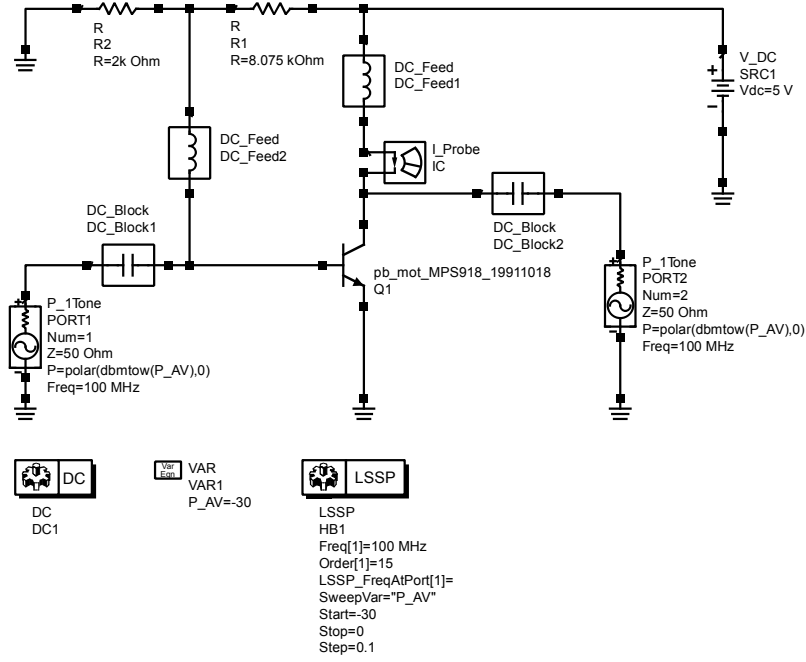 R
R2
R=2k Ohm
R
R1
R=8.075 kOhm
DC_Feed
DC_Feed1
V_DC
SRC1
Vdc=5 V
+
−
DC_Feed
DC_Feed2
I_Probe
IC
DC_Block
DC_Block1
DC_Block
DC_Block2
pb_mot_MPS918_19911018
Q1
+
P_1Tone
PORT1
Num=1
Z=50 Ohm
P=polar(dbmtow(P_AV),0)
Freq=100 MHz
−
+
P_1Tone
PORT2
Num=2
Z=50 Ohm
P=polar(dbmtow(P_AV),0)
Freq=100 MHz
−
DC
DC
DC1
Var
Eqn
VAR
VAR1
P_AV=-30
LSSP
LSSP
HB1
Freq[1]=100 MHz
Order[1]=15
LSSP_FreqAtPort[1]=
SweepVar="P_AV"
Start=-30
Stop=0
Step=0.1